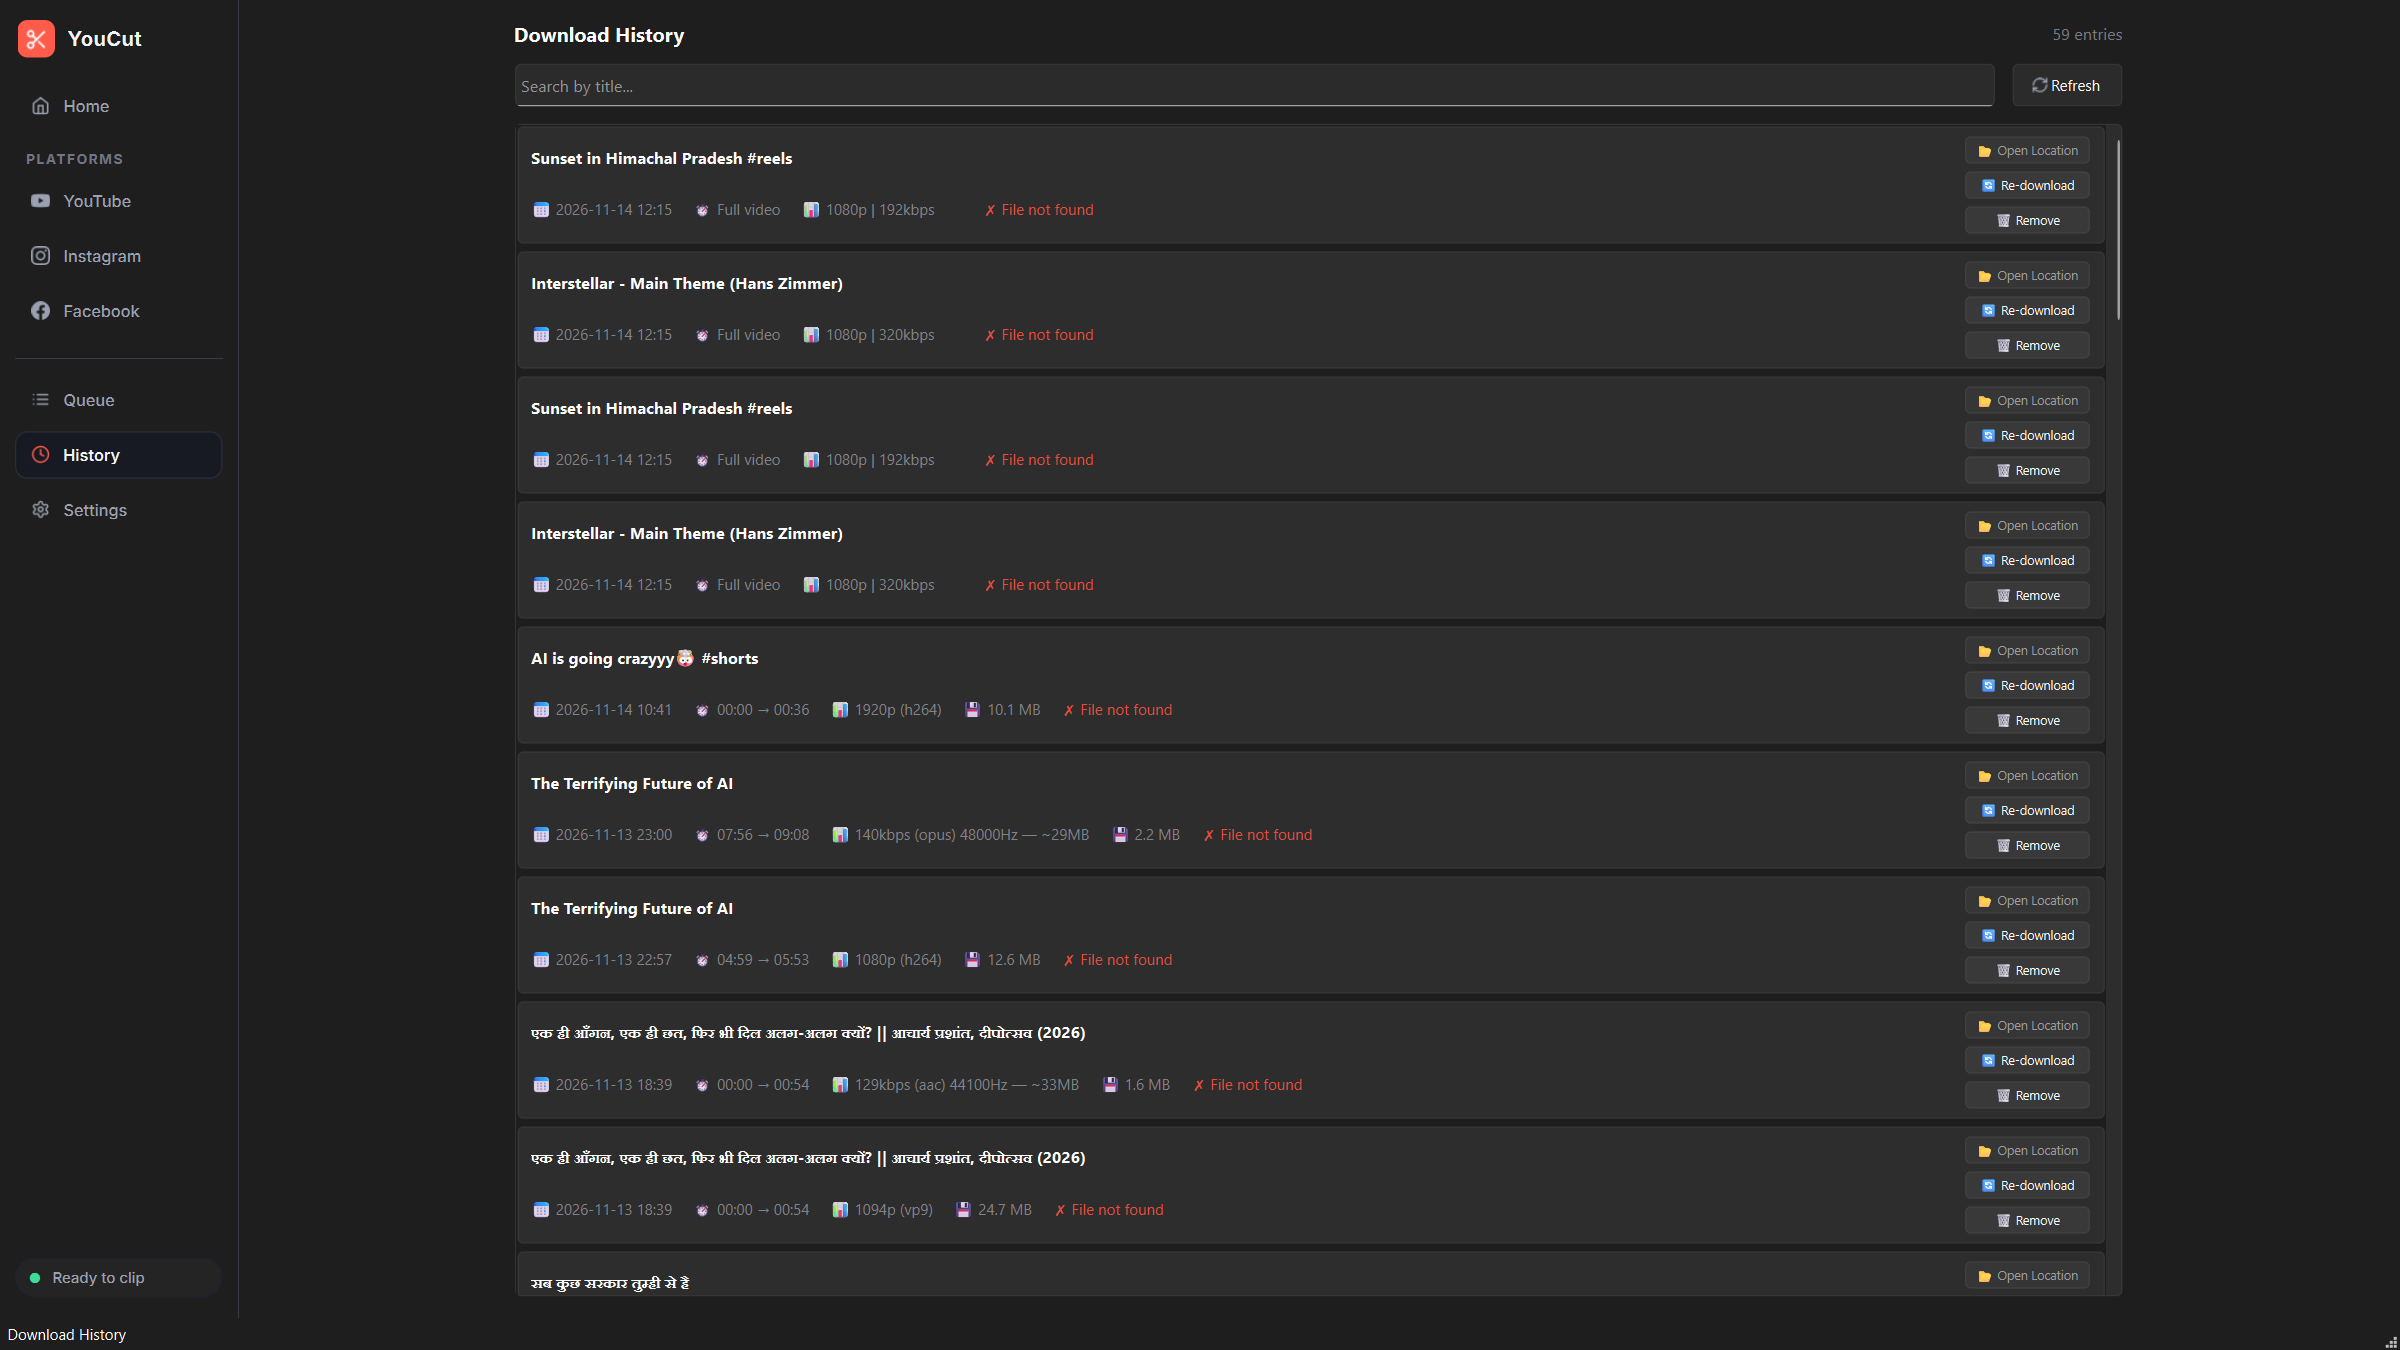 YouCut
Home
PLATFORMS
YouTube
Instagram
Facebook
Queue
History
Settings
Ready to clip
Download History
Download History
59 entries
Search by title...
Refresh
Sunset in Himachal Pradesh #reels
2026-11-14 12:15 Full video 1080p | 192kbps ✗ File not found
Open Location
Re-download
Remove
Interstellar - Main Theme (Hans Zimmer)
2026-11-14 12:15 Full video 1080p | 320kbps ✗ File not found
Open Location
Re-download
Remove
Sunset in Himachal Pradesh #reels
2026-11-14 12:15 Full video 1080p | 192kbps ✗ File not found
Open Location
Re-download
Remove
Interstellar - Main Theme (Hans Zimmer)
2026-11-14 12:15 Full video 1080p | 320kbps ✗ File not found
Open Location
Re-download
Remove
AI is going crazyyy🤯 #shorts
2026-11-14 10:41 00:00 → 00:36 1920p (h264) 10.1 MB ✗ File not found
Open Location
Re-download
Remove
The Terrifying Future of AI
2026-11-13 23:00 07:56 → 09:08 140kbps (opus) 48000Hz — ~29MB 2.2 MB ✗ File not found
Open Location
Re-download
Remove
The Terrifying Future of AI
2026-11-13 22:57 04:59 → 05:53 1080p (h264) 12.6 MB ✗ File not found
Open Location
Re-download
Remove
एक ही आँगन, एक ही छत, फिर भी दिल अलग-अलग क्यों? || आचार्य प्रशांत, दीपोत्सव (2026)
2026-11-13 18:39 00:00 → 00:54 129kbps (aac) 44100Hz — ~33MB 1.6 MB ✗ File not found
Open Location
Re-download
Remove
एक ही आँगन, एक ही छत, फिर भी दिल अलग-अलग क्यों? || आचार्य प्रशांत, दीपोत्सव (2026)
2026-11-13 18:39 00:00 → 00:54 1094p (vp9) 24.7 MB ✗ File not found
Open Location
Re-download
Remove
सब कुछ सरकार तुम्ही से है
Open Location